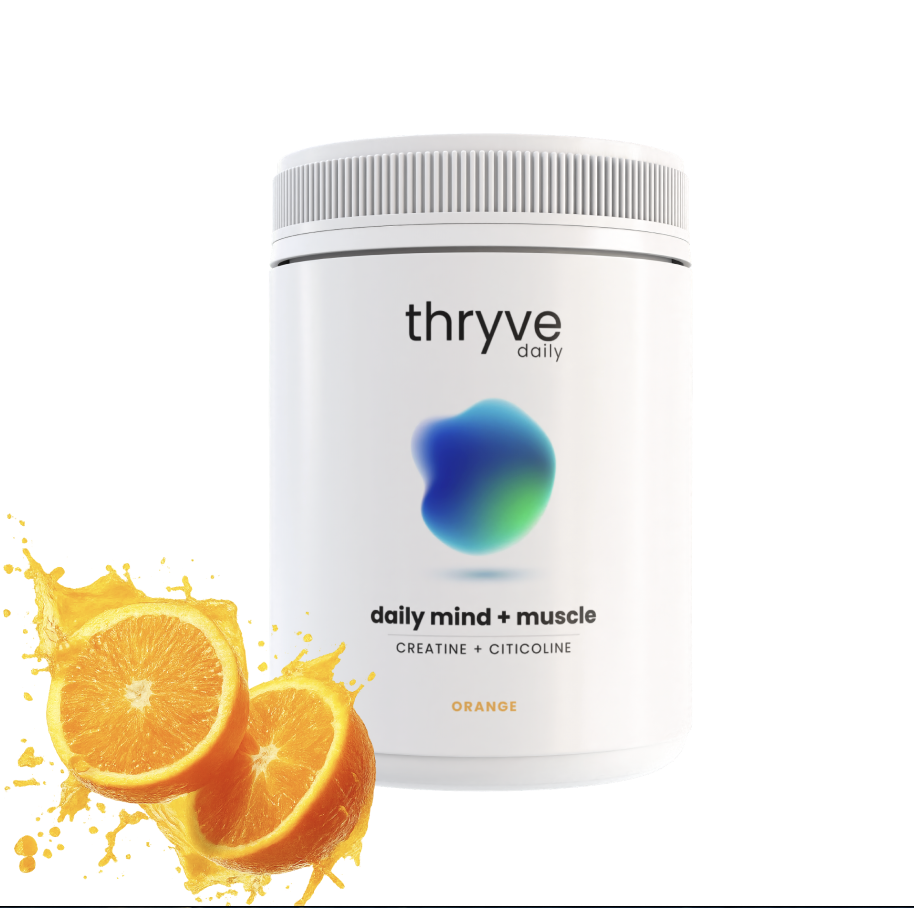 thryve
daily
daily mind + muscle
CREATINE + CITICOLINE
ORANGE